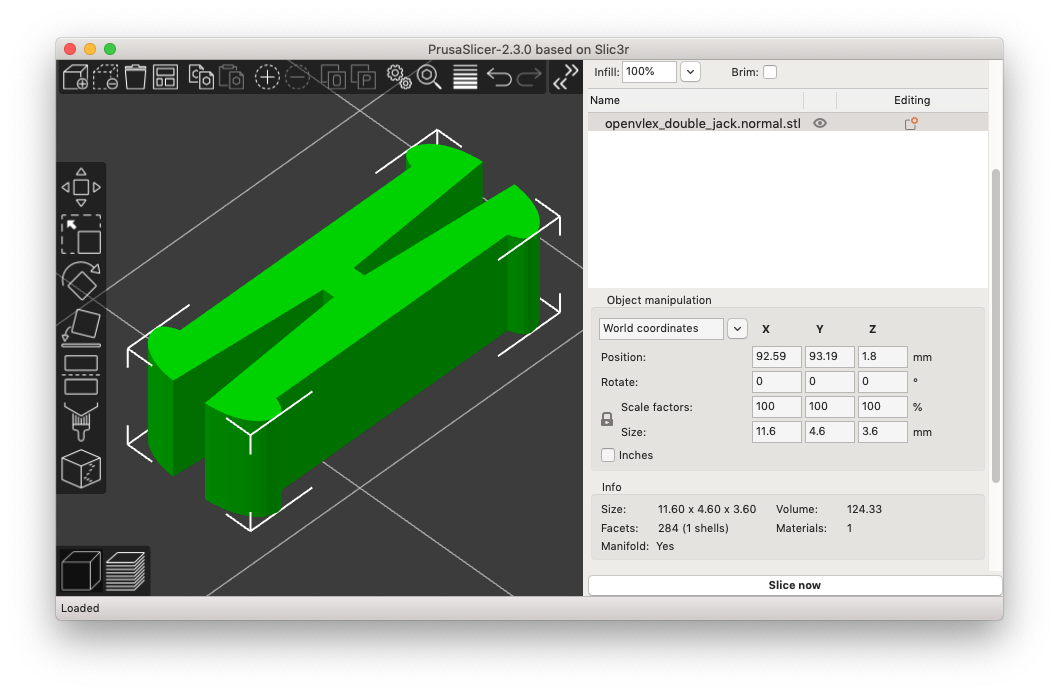 PrusaSlicer-2.3.0 based on Slic3r
Infill: 100% Brim:
Name Editing
openvlex_double_jack.normal.stl
Object manipulation
World coordinates X Y Z
Position: 92.59 93.19 1.8 mm
Rotate: 0 0 0 °
Scale factors: 100 100 100 %
Size: 11.6 4.6 3.6 mm
Inches
Info
Size: 11.60 x 4.60 x 3.60 Volume: 124.33
Facets: 284 (1 shells) Materials: 1
Manifold: Yes
Slice now
Loaded